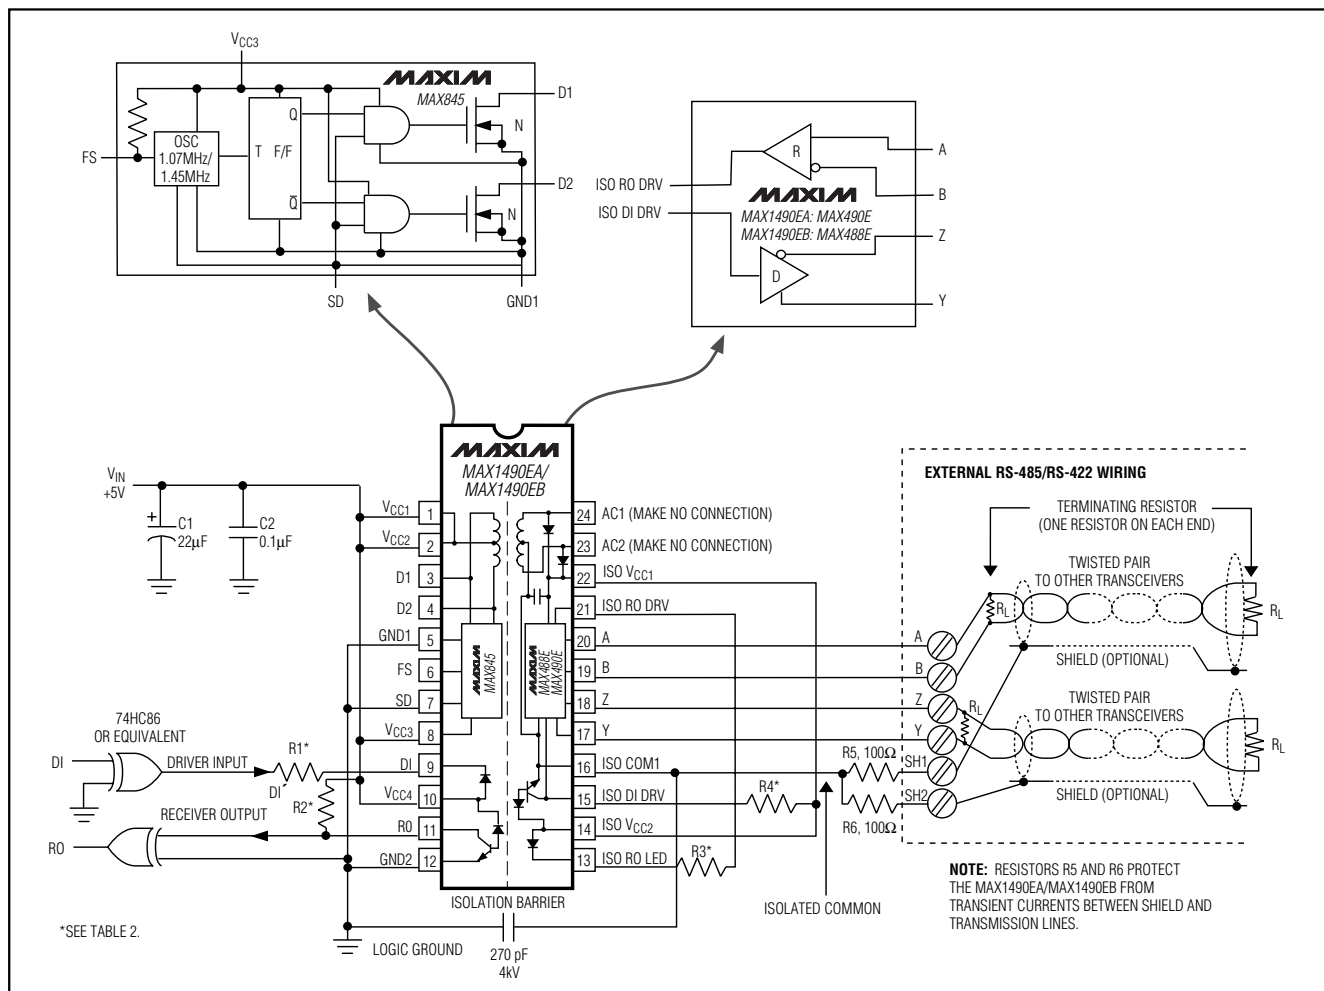 VCC3
MAXIM
MAX845
D1
Q
N
OSC
1.07MHz/
1.45MHz
T F/F
FS
D2
Q̅
N
SD
GND1
A
R
ISO RO DRV
B
MAXIM
ISO DI DRV
MAX1490EA: MAX490E
MAX1490EB: MAX488E
Z
D
Y
MAXIM
MAX1490EA/
MAX1490EB
VIN
+5V
+
C1
22µF
C2
0.1µF
VCC1
1
VCC2
2
D1
3
D2
4
GND1
5
FS
6
SD
7
VCC3
8
DI
9
VCC4
10
RO
11
GND2
12
MAXIM
MAX845
MAXIM
MAX488E
MAX490E
24
AC1 (MAKE NO CONNECTION)
23
AC2 (MAKE NO CONNECTION)
22
ISO VCC1
21
ISO RO DRV
20
A
19
B
18
Z
17
Y
16
ISO COM1
15
ISO DI DRV
14
ISO VCC2
13
ISO RO LED
74HC86
OR EQUIVALENT
DI
DRIVER INPUT
R1*
DI′
R2*
RECEIVER OUTPUT
RO
R3*
R4*
R5, 100Ω
R6, 100Ω
ISOLATION BARRIER
ISOLATED COMMON
LOGIC GROUND
270 pF
4kV
*SEE TABLE 2.
EXTERNAL RS-485/RS-422 WIRING
TERMINATING RESISTOR
(ONE RESISTOR ON EACH END)
TWISTED PAIR
TO OTHER TRANSCEIVERS
RL
RL
A
SHIELD (OPTIONAL)
B
Z
RL
TWISTED PAIR
TO OTHER TRANSCEIVERS
Y
RL
SH1
SHIELD (OPTIONAL)
SH2
NOTE: RESISTORS R5 AND R6 PROTECT
THE MAX1490EA/MAX1490EB FROM
TRANSIENT CURRENTS BETWEEN SHIELD AND
TRANSMISSION LINES.